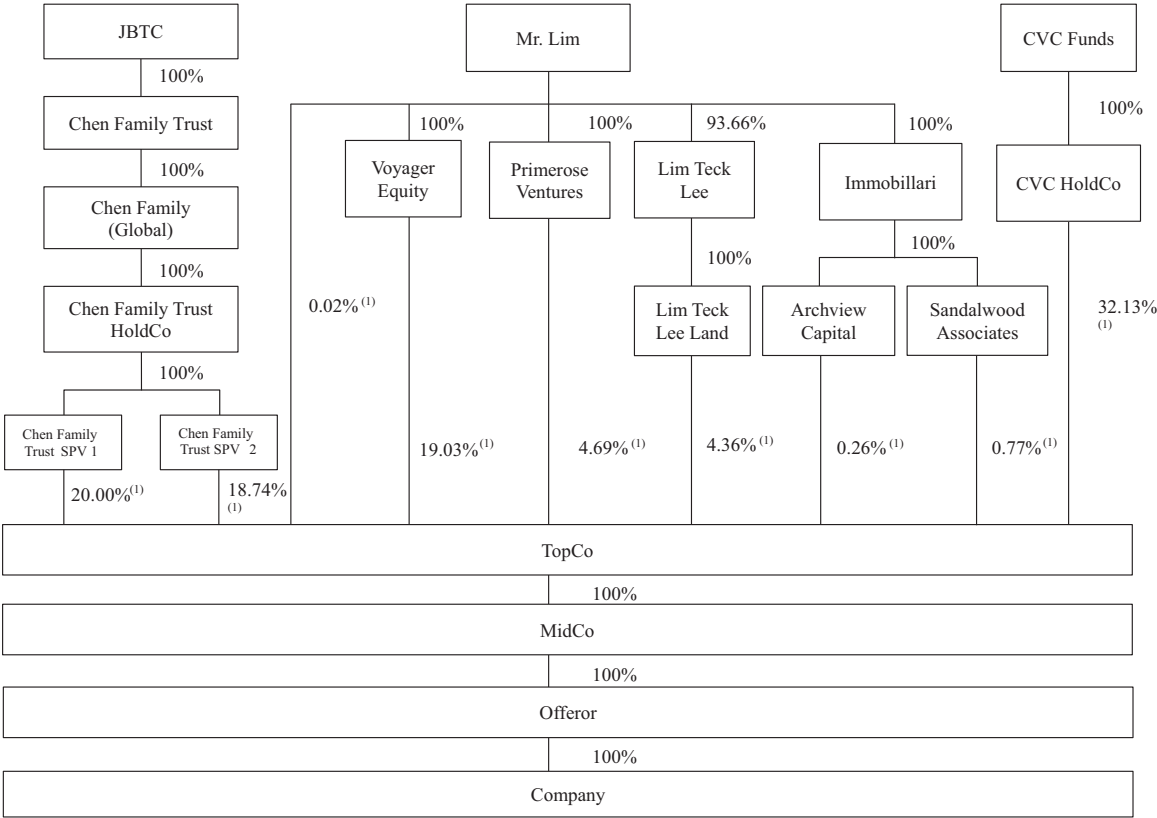 JBTC
Mr. Lim
CVC Funds
100%
100%
Chen Family Trust
100%
100%
93.66%
100%
Voyager
Equity
Primerose
Ventures
Lim Teck
Lee
Immobillari
CVC HoldCo
100%
Chen Family
(Global)
100%
100%
100%
Chen Family Trust
HoldCo
0.02% (1)
Lim Teck
Lee Land
Archview
Capital
Sandalwood
Associates
32.13%
(1)
100%
Chen Family
Trust SPV 1
Chen Family
Trust SPV 2
19.03% (1)
4.69% (1)
4.36% (1)
0.26% (1)
0.77% (1)
20.00% (1)
18.74%
(1)
TopCo
100%
MidCo
100%
Offeror
100%
Company